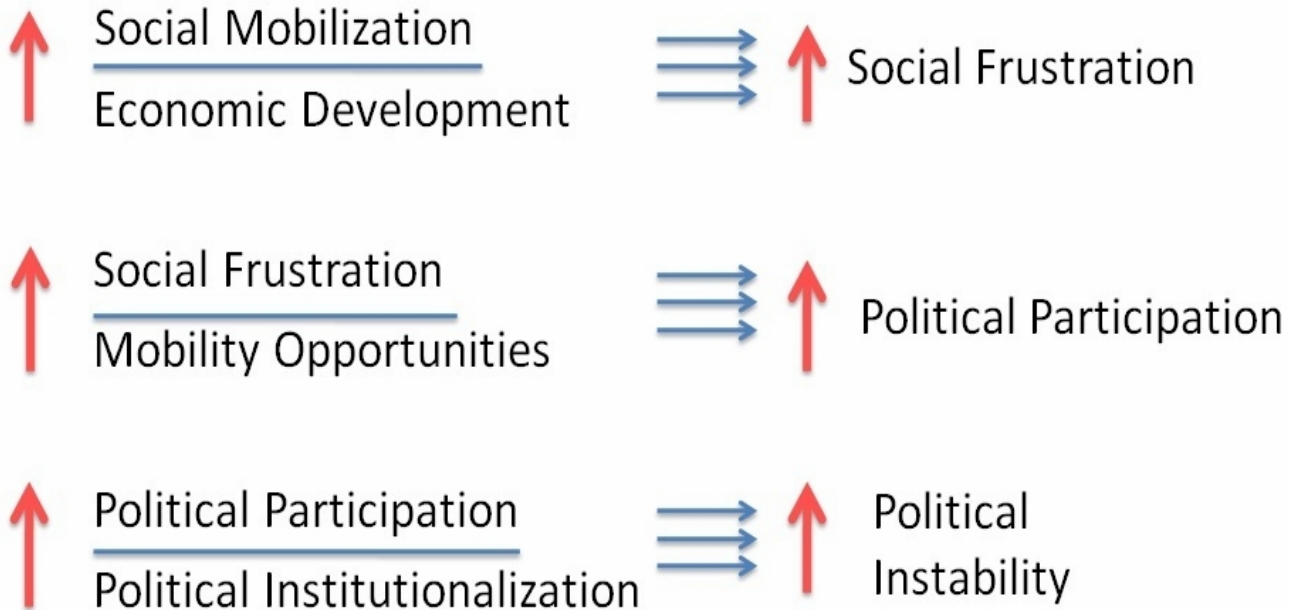 Social Mobilization
Economic Development
Social Frustration
Social Frustration
Mobility Opportunities
Political Participation
Political Participation
Political Institutionalization
Political
Instability